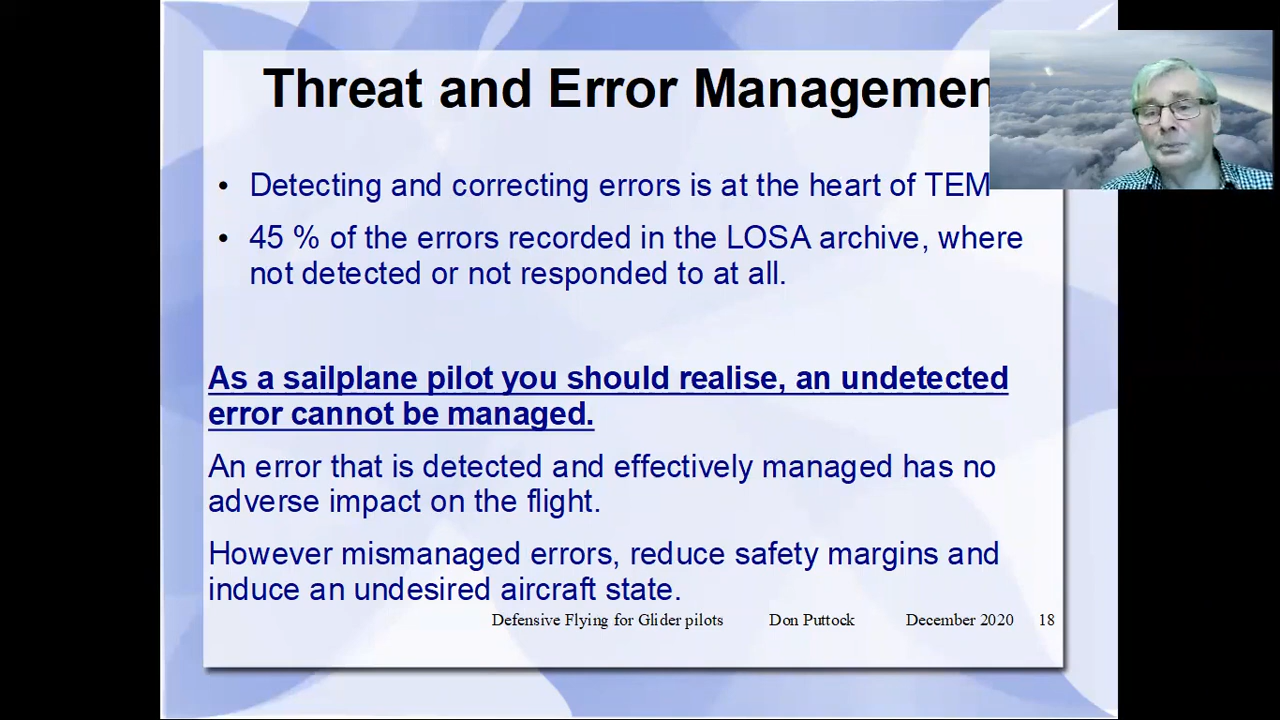 Threat and Error Managemen
• Detecting and correcting errors is at the heart of TEM
• 45 % of the errors recorded in the LOSA archive, where
not detected or not responded to at all.
As a sailplane pilot you should realise, an undetected
error cannot be managed.
An error that is detected and effectively managed has no
adverse impact on the flight.
However mismanaged errors, reduce safety margins and
induce an undesired aircraft state.
Defensive Flying for Glider pilots Don Puttock December 2020 18